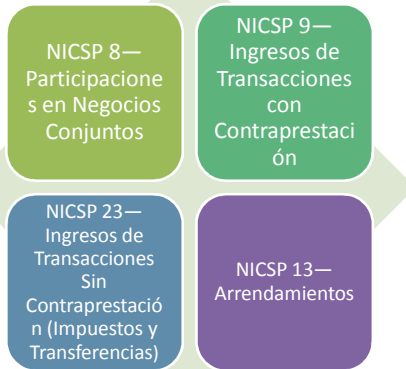 NICSP 8—
Participacione
s en Negocios
Conjuntos
NICSP 9—
Ingresos de
Transacciones
con
Contraprestaci
ón
NICSP 23—
Ingresos de
Transacciones
Sin
Contraprestació
n (Impuestos y
Transferencias)
NICSP 13—
Arrendamientos